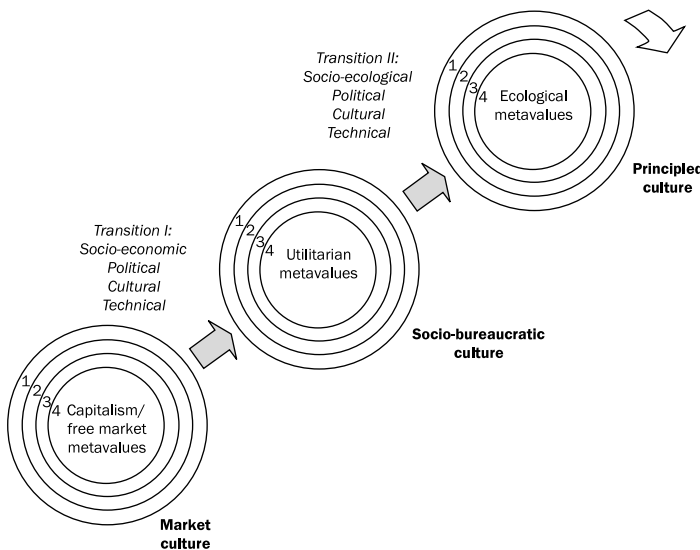 Transition II:
Socio-ecological
Political
Cultural
Technical
1
2
3
4
Ecological
metavalues
Principled
culture
Transition I:
Socio-economic
Political
Cultural
Technical
1
2
3
4
Utilitarian
metavalues
Socio-bureaucratic
culture
1
2
3
4
Capitalism/
free market
metavalues
Market
culture